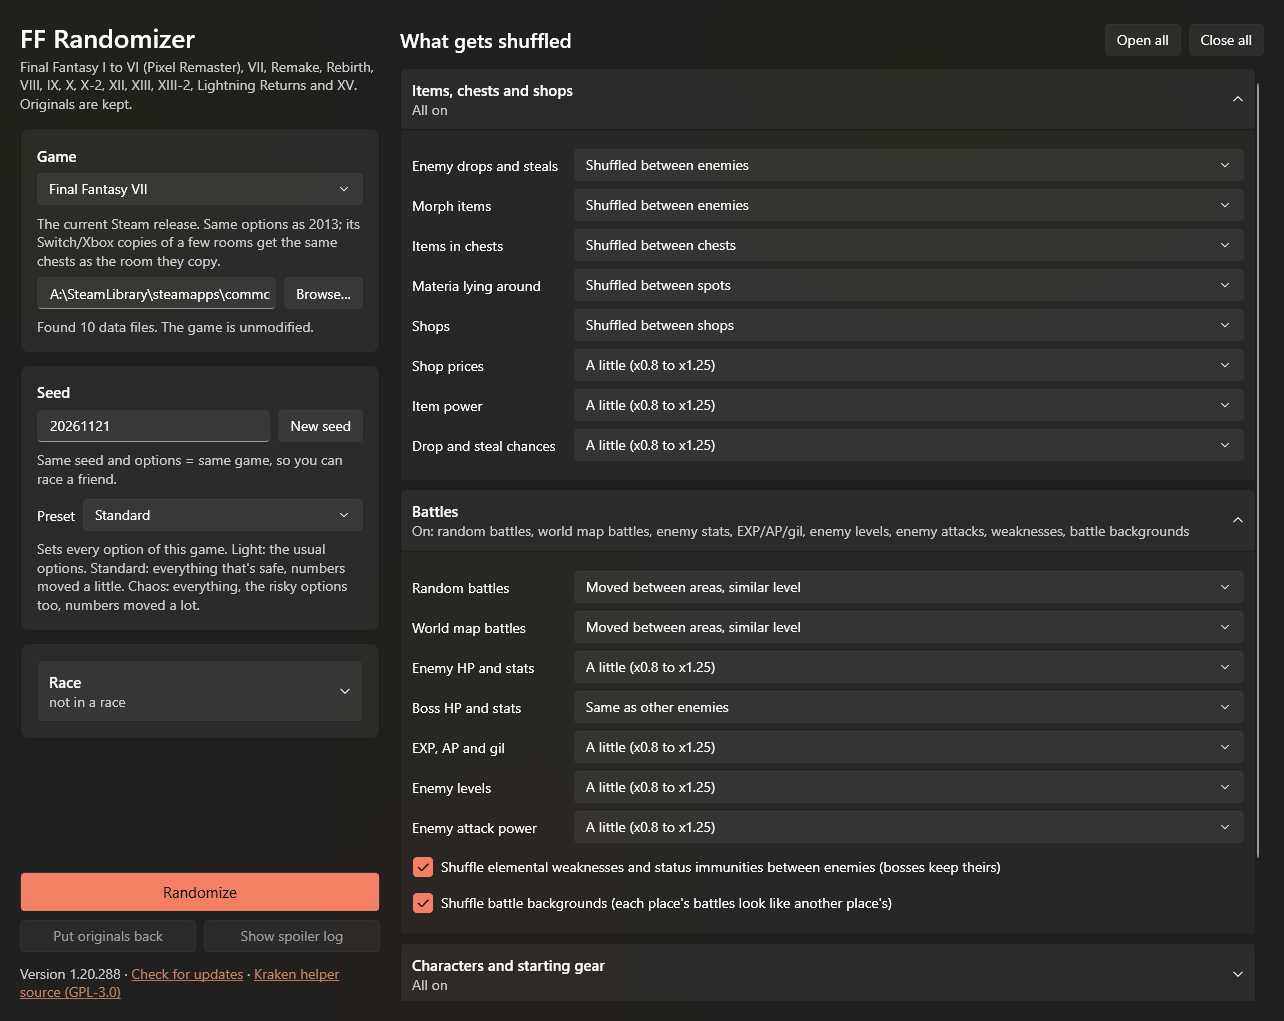 FF Randomizer
Final Fantasy I to VI (Pixel Remaster), VII, Remake, Rebirth,
VIII, IX, X, X-2, XII, XIII, XIII-2, Lightning Returns and XV.
Originals are kept.
Game
Final Fantasy VII
The current Steam release. Same options as 2013; its
Switch/Xbox copies of a few rooms get the same
chests as the room they copy.
A:\SteamLibrary\steamapps\commc
Browse...
Found 10 data files. The game is unmodified.
Seed
20261121
New seed
Same seed and options = same game, so you can
race a friend.
Preset
Standard
Sets every option of this game. Light: the usual
options. Standard: everything that's safe, numbers
moved a little. Chaos: everything, the risky options
too, numbers moved a lot.
Race
not in a race
Randomize
Put originals back
Show spoiler log
Version 1.20.288 · Check for updates · Kraken helper
source (GPL-3.0)
What gets shuffled
Open all
Close all
Items, chests and shops
All on
Enemy drops and steals
Shuffled between enemies
Morph items
Shuffled between enemies
Items in chests
Shuffled between chests
Materia lying around
Shuffled between spots
Shops
Shuffled between shops
Shop prices
A little (x0.8 to x1.25)
Item power
A little (x0.8 to x1.25)
Drop and steal chances
A little (x0.8 to x1.25)
Battles
On: random battles, world map battles, enemy stats, EXP/AP/gil, enemy levels, enemy attacks, weaknesses, battle backgrounds
Random battles
Moved between areas, similar level
World map battles
Moved between areas, similar level
Enemy HP and stats
A little (x0.8 to x1.25)
Boss HP and stats
Same as other enemies
EXP, AP and gil
A little (x0.8 to x1.25)
Enemy levels
A little (x0.8 to x1.25)
Enemy attack power
A little (x0.8 to x1.25)
Shuffle elemental weaknesses and status immunities between enemies (bosses keep theirs)
Shuffle battle backgrounds (each place's battles look like another place's)
Characters and starting gear
All on